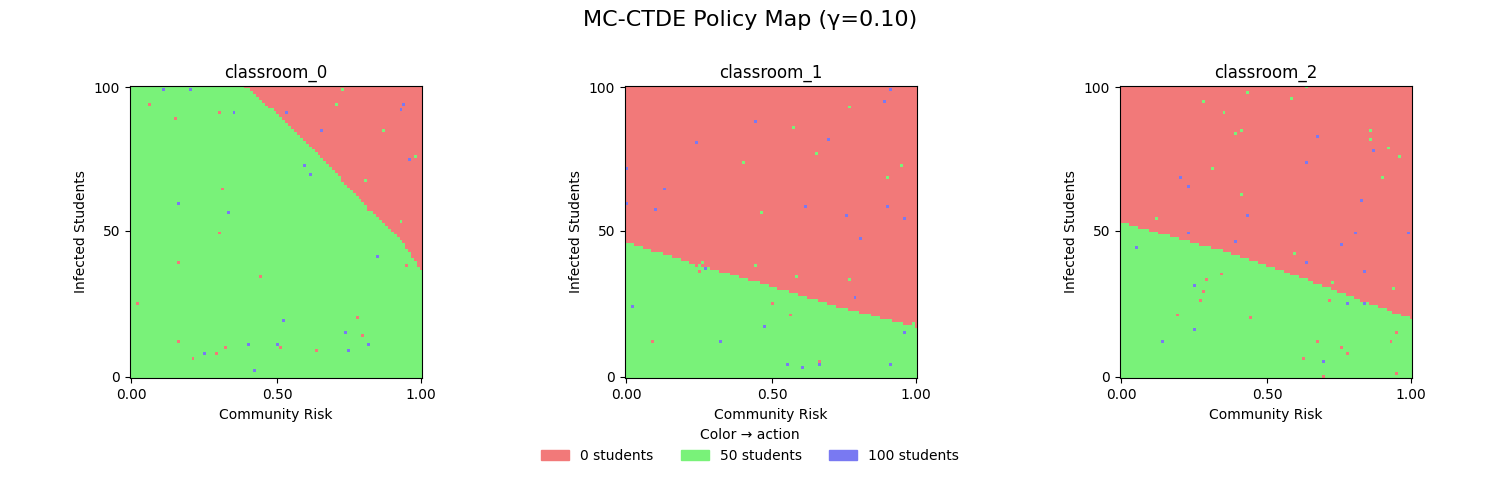 MC-CTDE Policy Map (γ=0.10)
classroom_0
100
50
0
Infected Students
0.00 0.50 1.00
Community Risk
classroom_1
100
50
0
Infected Students
0.00 0.50 1.00
Community Risk
classroom_2
100
50
0
Infected Students
0.00 0.50 1.00
Community Risk
Color → action
0 students 50 students 100 students